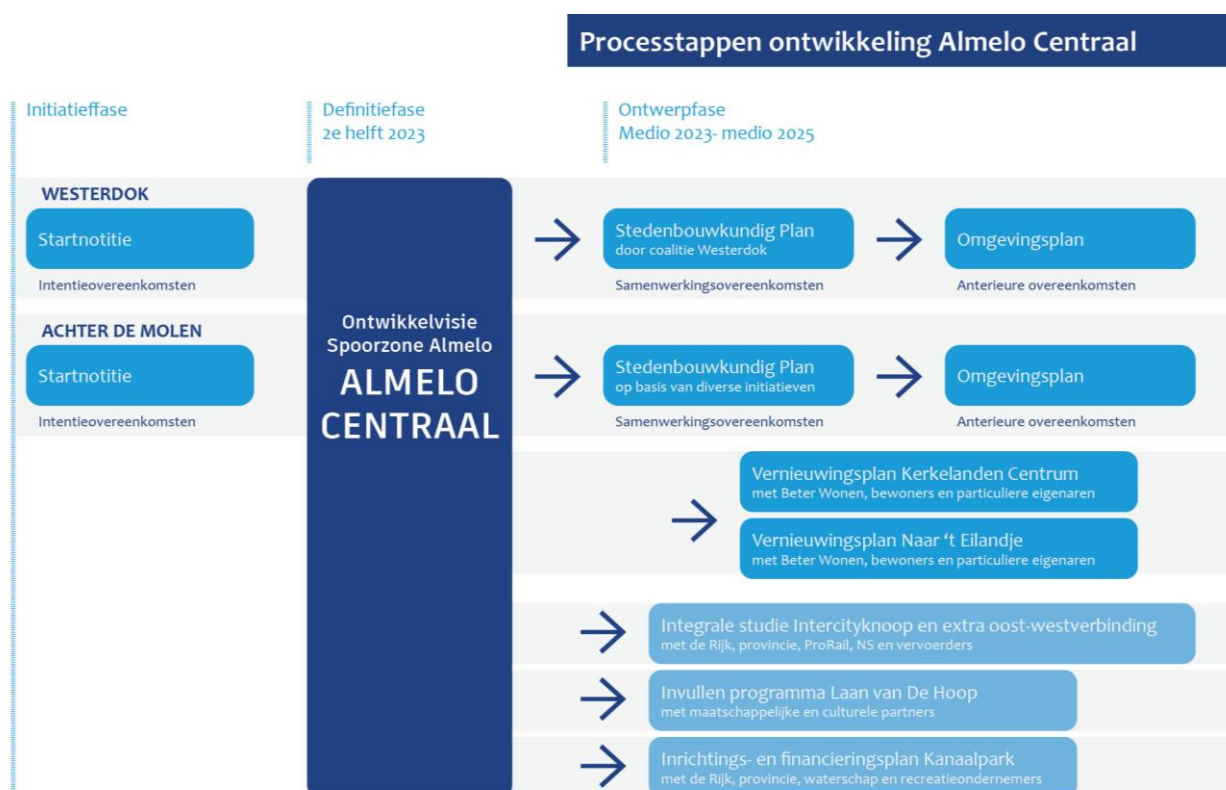 Processtappen ontwikkeling Almelo Centraal
Initiatieffase
Definitiefase
2e helft 2023
Ontwerpfase
Medio 2023- medio 2025
WESTERDOK
Startnotitie
Intentieovereenkomsten
Stedenbouwkundig Plan
door coalitie Westerdok
Samenwerkingsovereenkomsten
Omgevingsplan
Anterieure overeenkomsten
ACHTER DE MOLEN
Startnotitie
Intentieovereenkomsten
Ontwikkelvisie
Spoorzone Almelo
ALMELO
CENTRAAL
Stedenbouwkundig Plan
op basis van diverse initiatieven
Samenwerkingsovereenkomsten
Omgevingsplan
Anterieure overeenkomsten
Vernieuwingsplan Kerkelanden Centrum
met Beter Wonen, bewoners en particuliere eigenaren
Vernieuwingsplan Naar ‘t Eilandje
met Beter Wonen, bewoners en particuliere eigenaren
Integrale studie Intercityknoop en extra oost-westverbinding
met de Rijk, provincie, ProRail, NS en vervoerders
Invullen programma Laan van De Hoop
met maatschappelijke en culturele partners
Inrichtings- en financieringsplan Kanaalpark
met de Rijk, provincie, waterschap en recreatieondernemers